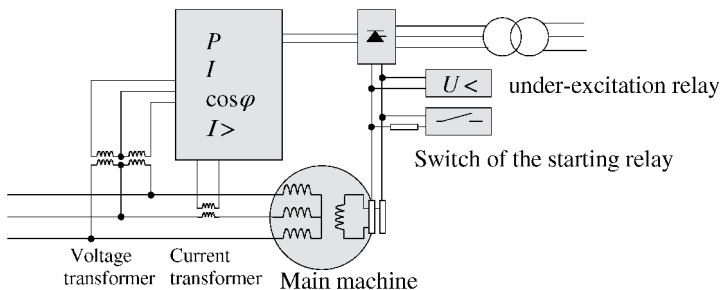 P
I
cosφ
I>
U <
under-excitation relay
Switch of the starting relay
Voltage
transformer
Current
transformer
Main machine